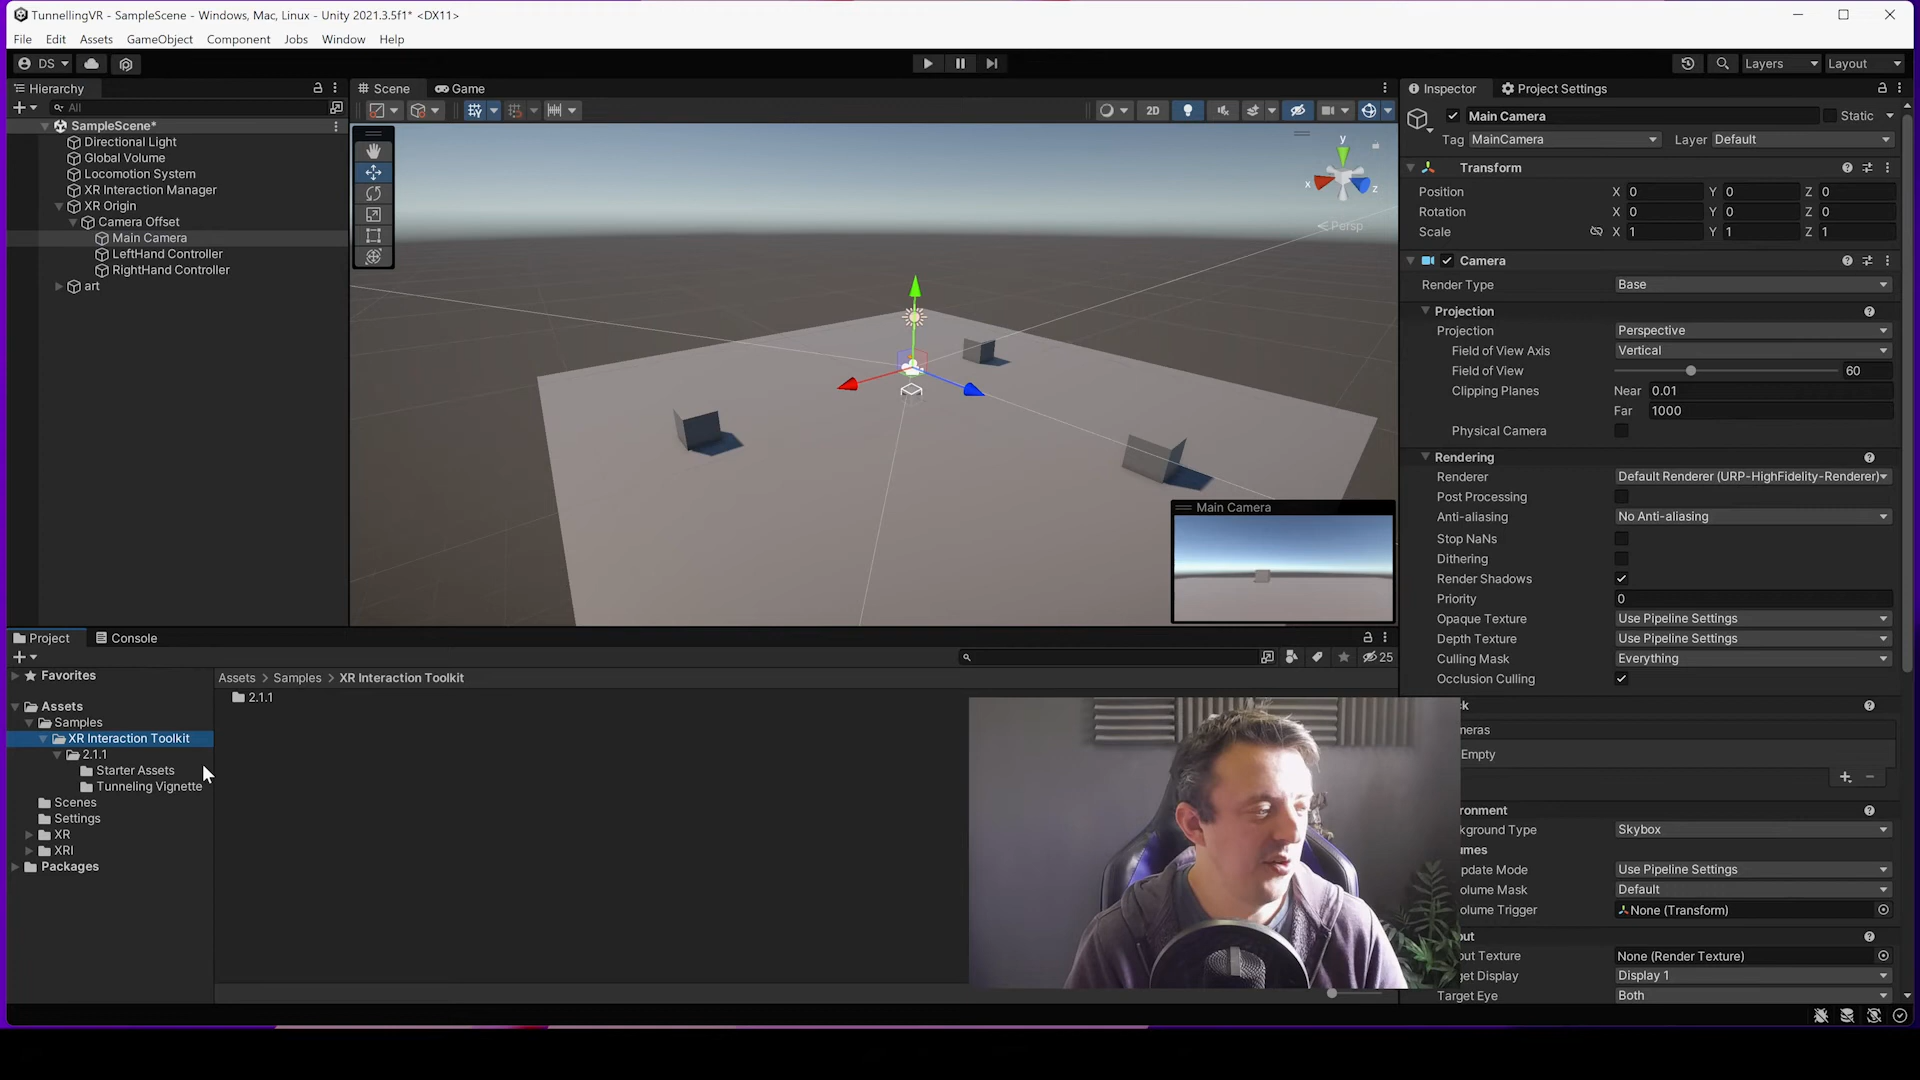 TunnellingVR - SampleScene - Windows, Mac, Linux - Unity 2021.3.5f1* <DX11>
File Edit Assets GameObject Component Jobs Window Help
DS Layers Layout
Hierarchy
All
SampleScene*
Directional Light
Global Volume
Locomotion System
XR Interaction Manager
XR Origin
Camera Offset
Main Camera
LeftHand Controller
RightHand Controller
art
Scene Game
2D
y
x
z
Persp
Main Camera
Inspector Project Settings
Main Camera Static
Tag MainCamera Layer Default
Transform
Position X 0 Y 0 Z 0
Rotation X 0 Y 0 Z 0
Scale X 1 Y 1 Z 1
Camera
Render Type Base
Projection
Projection Perspective
Field of View Axis Vertical
Field of View 60
Clipping Planes Near 0.01
Far 1000
Physical Camera
Rendering
Renderer Default Renderer (URP-HighFidelity-Renderer)
Post Processing
Anti-aliasing No Anti-aliasing
Stop NaNs
Dithering
Render Shadows
Priority 0
Opaque Texture Use Pipeline Settings
Depth Texture Use Pipeline Settings
Culling Mask Everything
Occlusion Culling
ck
neras
Empty
ronment
kground Type Skybox
umes
pdate Mode Use Pipeline Settings
olume Mask Default
olume Trigger None (Transform)
put
put Texture None (Render Texture)
get Display Display 1
Target Eye Both
Project Console
25
Favorites
Assets
Samples
XR Interaction Toolkit
2.1.1
Starter Assets
Tunneling Vignette
Scenes
Settings
XR
XRI
Packages
Assets > Samples > XR Interaction Toolkit
2.1.1